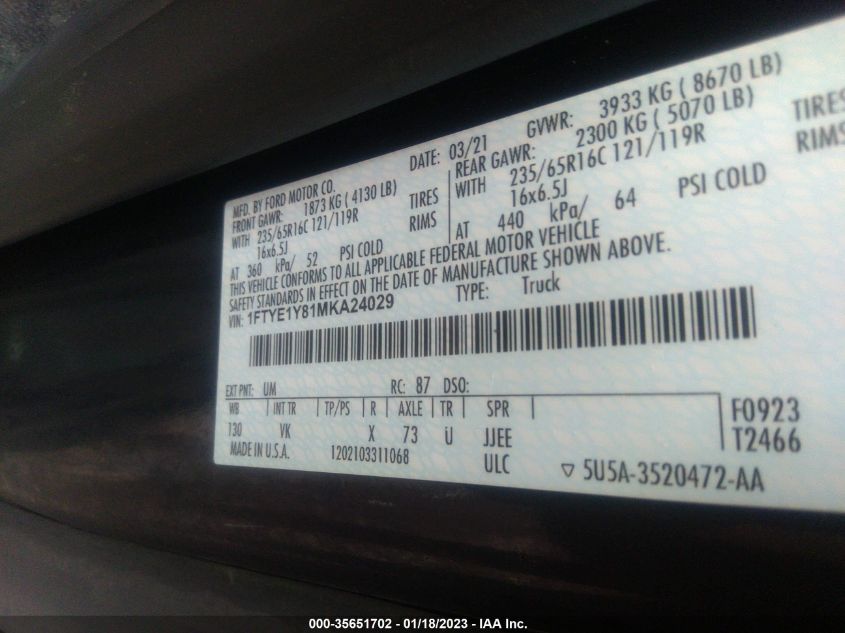 MFD. BY FORD MOTOR CO. DATE: 03/21 GVWR: 3933 KG ( 8670 LB)
FRONT GAWR: 1873 KG ( 4130 LB) REAR GAWR: 2300 KG ( 5070 LB)
WITH 235/65R16C 121/119R TIRES WITH 235/65R16C 121/119R TIRES
16x6.5J RIMS 16x6.5J RIMS
AT 360 kPa/ 52 PSI COLD AT 440 kPa/ 64 PSI COLD
THIS VEHICLE CONFORMS TO ALL APPLICABLE FEDERAL MOTOR VEHICLE
SAFETY STANDARDS IN EFFECT ON THE DATE OF MANUFACTURE SHOWN ABOVE.
VIN: 1FTYE1Y81MKA24029 TYPE: Truck
EXT PNT: UM RC: 87 DSO:
WB INT TR TP/PS R AXLE TR SPR F0923
130 VK X 73 U JJEE T2466
MADE IN U.S.A. 1202103311068 ULC ▽ 5U5A-3520472-AA
000-35651702 - 01/18/2023 - IAA Inc.